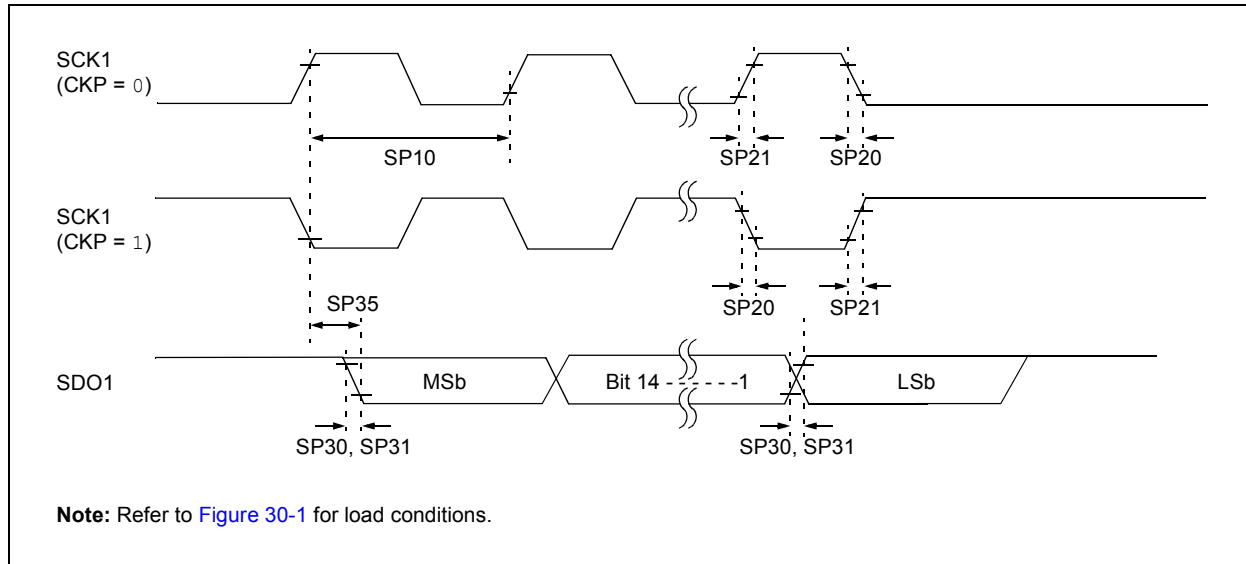 SCK1
(CKP = 0)
SP10
SP21
SP20
SCK1
(CKP = 1)
SP35
SP20
SP21
SDO1
MSb
Bit 14 - - - - - - -1
LSb
SP30, SP31
SP30, SP31
Note: Refer to Figure 30-1 for load conditions.